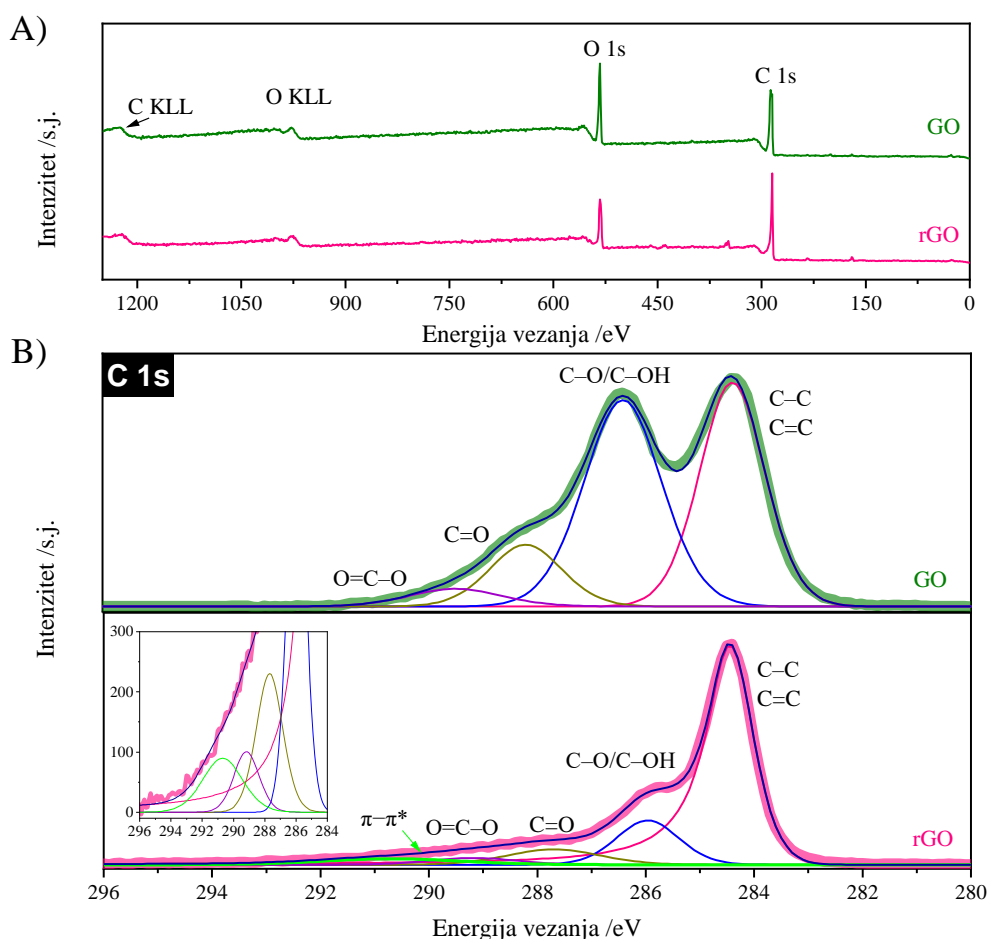 A)
O 1s
C 1s
C KLL
O KLL
GO
rGO
Intenzitet /s.j.
1200 1050 900 750 600 450 300 150 0
Energija vezanja /eV
B)
C 1s
C–O/C–OH
C–C
C=C
C=O
O=C–O
GO
Intenzitet /s.j.
300
200
100
0
296 294 292 290 288 286 284
C–C
C=C
C–O/C–OH
π–π*
O=C–O
C=O
rGO
296 294 292 290 288 286 284 282 280
Energija vezanja /eV